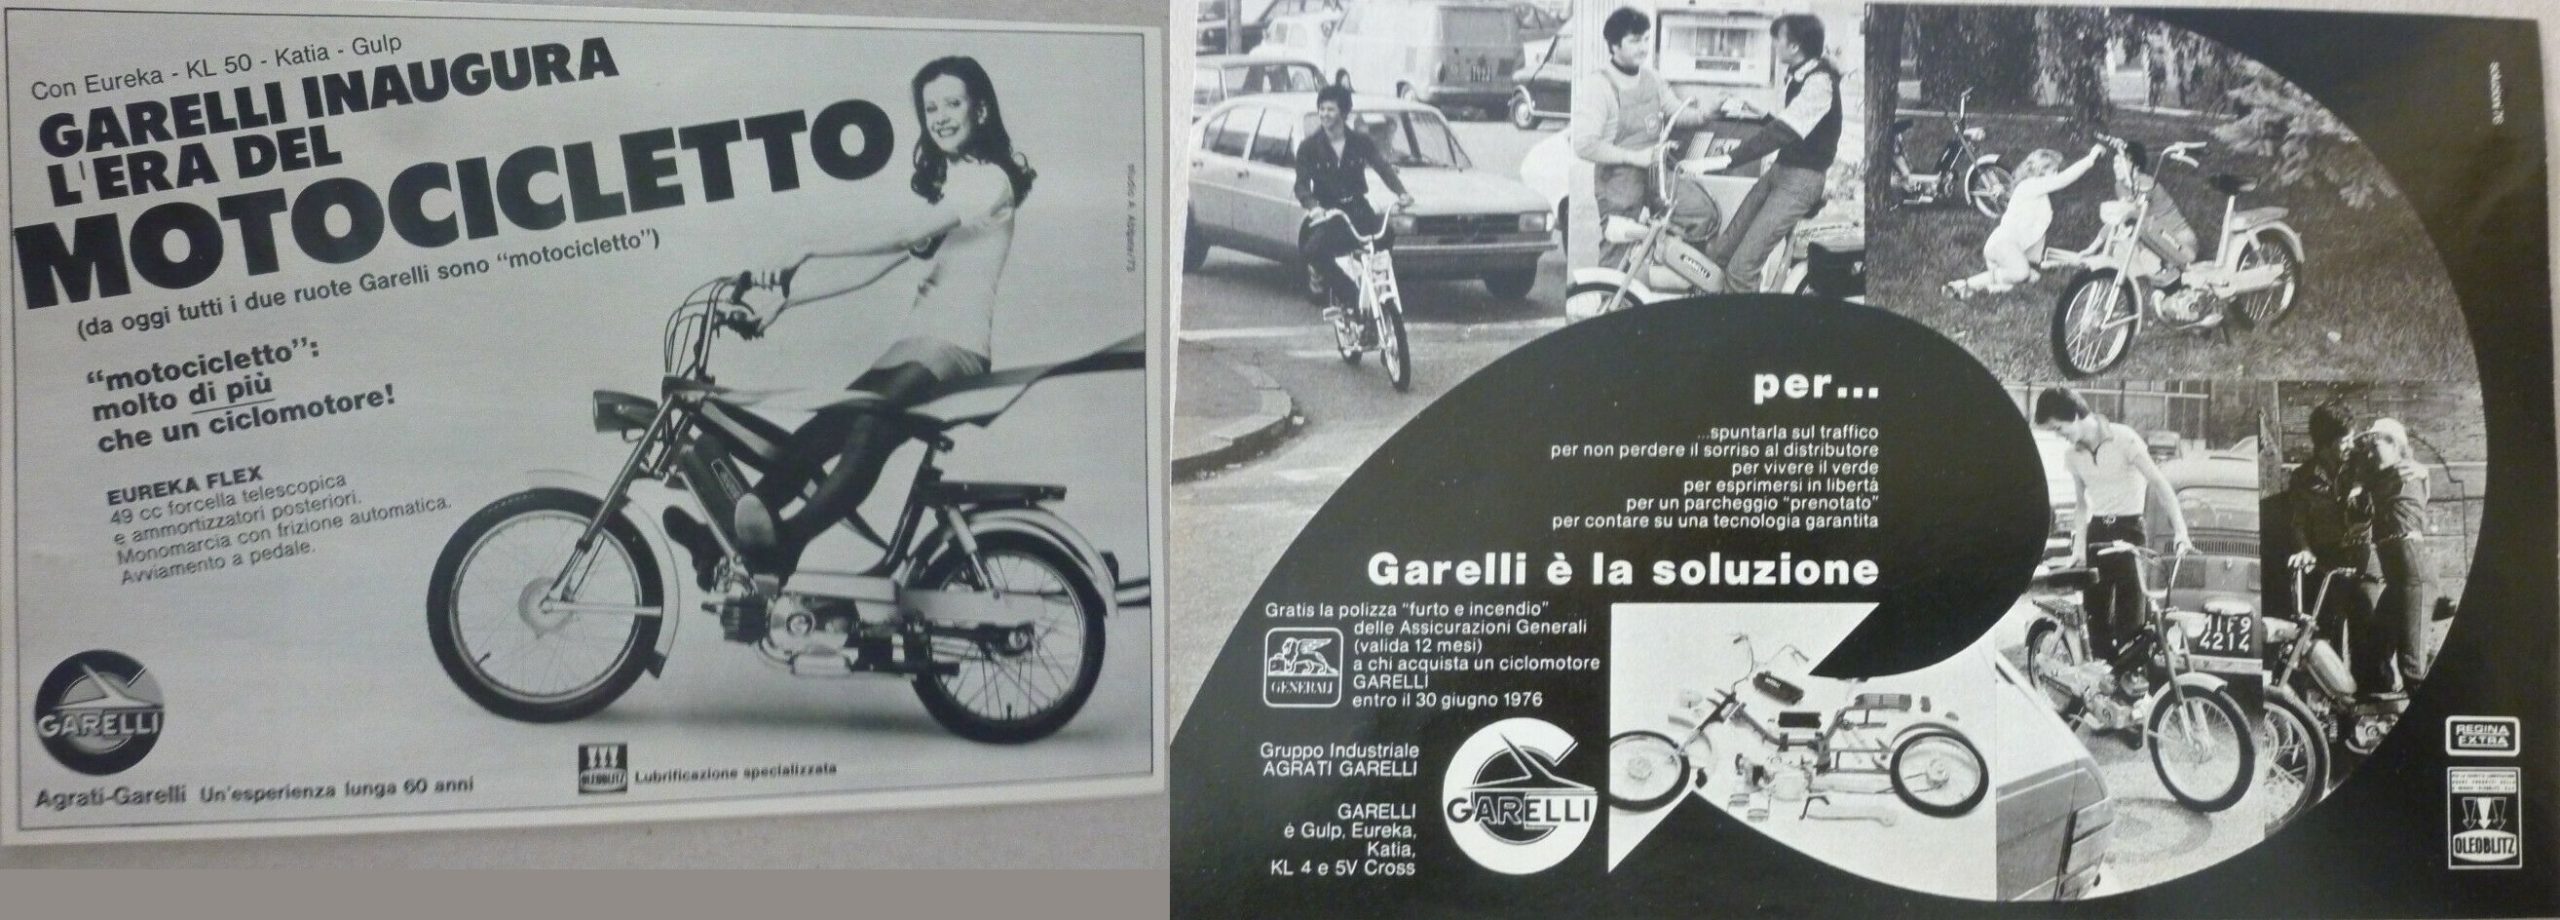 Con Eureka - KL 50 - Katia - Gulp
GARELLI INAUGURA
L'ERA DEL
MOTOCICLETTO
(da oggi tutti i due ruote Garelli sono "motocicletto")
"motocicletto":
molto di più
che un ciclomotore!
EUREKA FLEX
49 cc forcella telescopica
e ammortizzatori posteriori.
Monomarcia con frizione automatica.
Avviamento a pedale.
GARELLI
Agrati-Garelli Un'esperienza lunga 60 anni
OLEOBLITZ
Lubrificazione specializzata
per...
...spuntarla sul traffico
per non perdere il sorriso al distributore
per vivere il verde
per esprimersi in libertà
per un parcheggio "prenotato"
per contare su una tecnologia garantita
Garelli è la soluzione
Gratis la polizza "furto e incendio"
delle Assicurazioni Generali
(valida 12 mesi)
a chi acquista un ciclomotore
GARELLI
entro il 30 giugno 1976
GENERALI
Gruppo Industriale
AGRATI GARELLI
GARELLI
GARELLI
è Gulp, Eureka,
Katia,
KL 4 e 5V Cross
GARELLI
MI F9
4214
REGINA
EXTRA
OLEOBLITZ